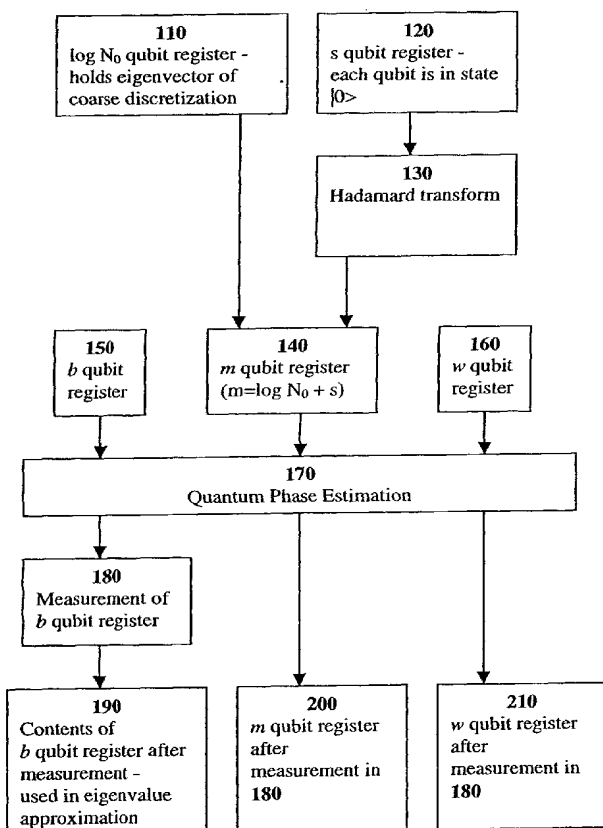 110
log N₀ qubit register -
holds eigenvector of
coarse discretization
120
s qubit register -
each qubit is in state
|0>
130
Hadamard transform
150
b qubit
register
140
m qubit register
(m=log N₀ + s)
160
w qubit
register
170
Quantum Phase Estimation
180
Measurement of
b qubit register
190
Contents of
b qubit register after
measurement -
used in eigenvalue
approximation
200
m qubit register
after
measurement in
180
210
w qubit register
after
measurement in
180